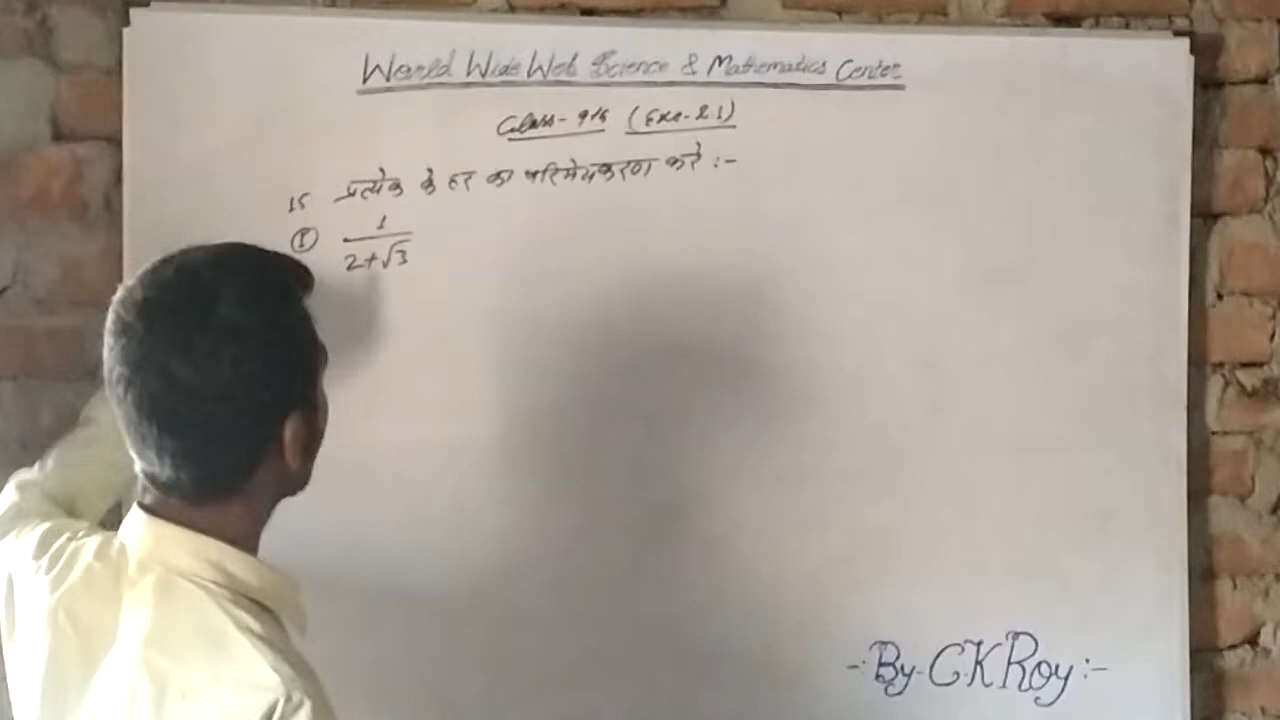 World Wide Web Science & Mathematics Center
Class - 9th (Exe - 2.1)
15 प्रत्येक के हर का परिमेयकरण करे :-
① 1/2+√3
-: By C K Roy :-